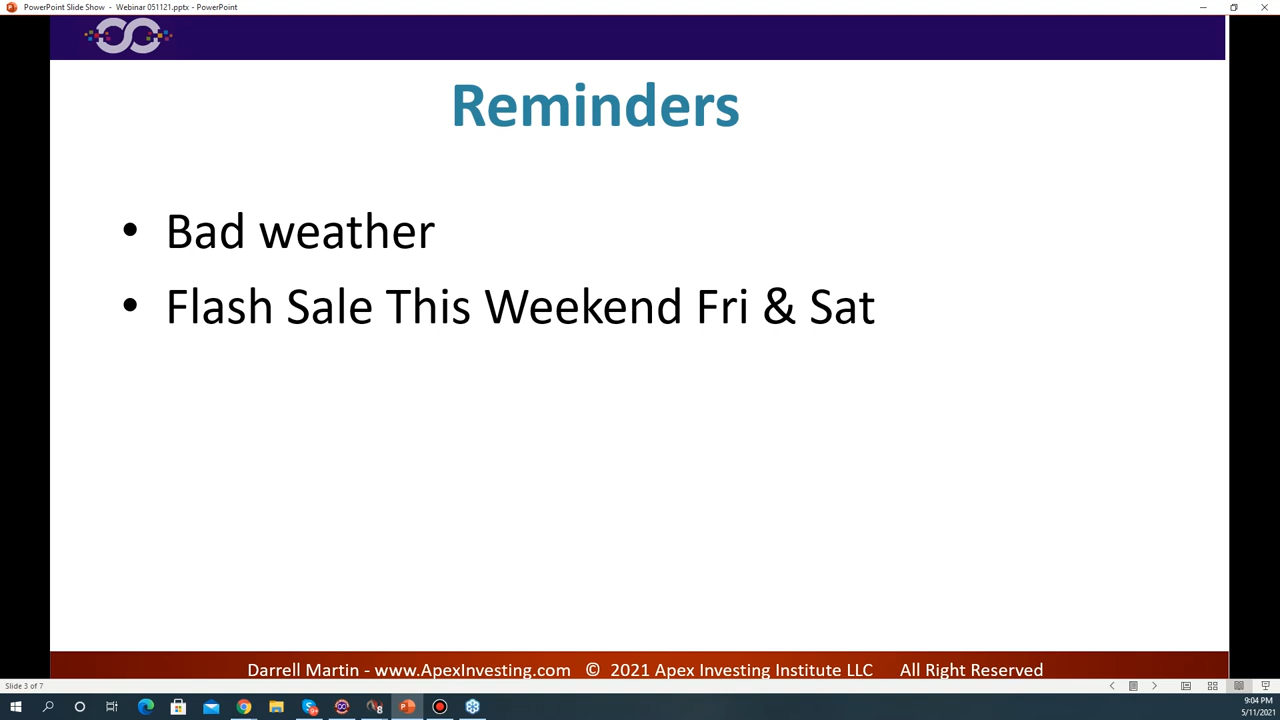 PowerPoint Slide Show - Webinar 051121.pptx - PowerPoint
Reminders
• Bad weather
• Flash Sale This Weekend Fri & Sat
Darrell Martin - www.ApexInvesting.com © 2021 Apex Investing Institute LLC All Right Reserved
Slide 3 of 7
9:04 PM
5/11/2021